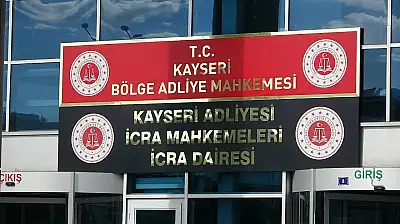 T.C.
KAYSERİ
BÖLGE ADLİYE MAHKEMESİ
KAYSERİ ADLİYESİ
İCRA MAHKEMELERİ
İCRA DAİRESİ
ÇIKIŞ
GİRİŞ